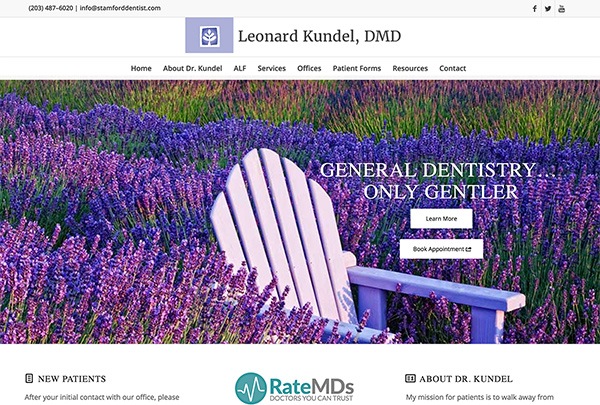 (203) 487-6020 | info@stamforddentist.com
Leonard Kundel, DMD
Home About Dr. Kundel ALF Services Offices Patient Forms Resources Contact
GENERAL DENTISTRY....
ONLY GENTLER
Learn More
Book Appointment
NEW PATIENTS
After your initial contact with our office, please
RateMDs
DOCTORS YOU CAN TRUST
ABOUT DR. KUNDEL
My mission for patients is to walk away from